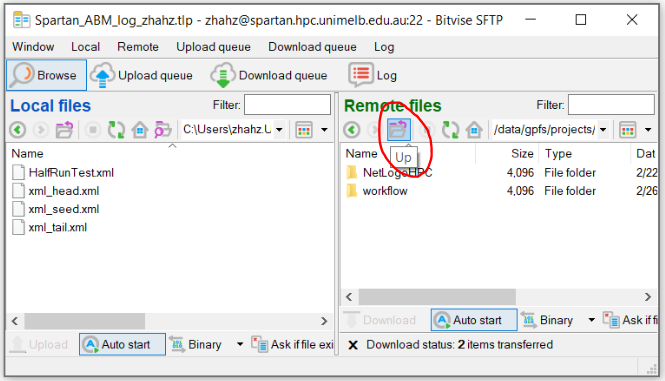 Spartan_ABM_log_zhahz.tlp - zhahz@spartan.hpc.unimelb.edu.au:22 - Bitvise SFTP
Window Local Remote Upload queue Download queue Log
Browse Upload queue Download queue Log
Local files Filter:
C:\Users\zhahz.U
Name
HalfRunTest.xml
xml_head.xml
xml_seed.xml
xml_tail.xml
Upload Auto start Binary Ask if file exi
Remote files Filter:
/data/gpfs/projects/
Up
Name Size Type Dat
NetLogoHPC 4,096 File folder 2/22
workflow 4,096 File folder 2/26
Download Auto start Binary Ask if fil
Download status: 2 items transferred